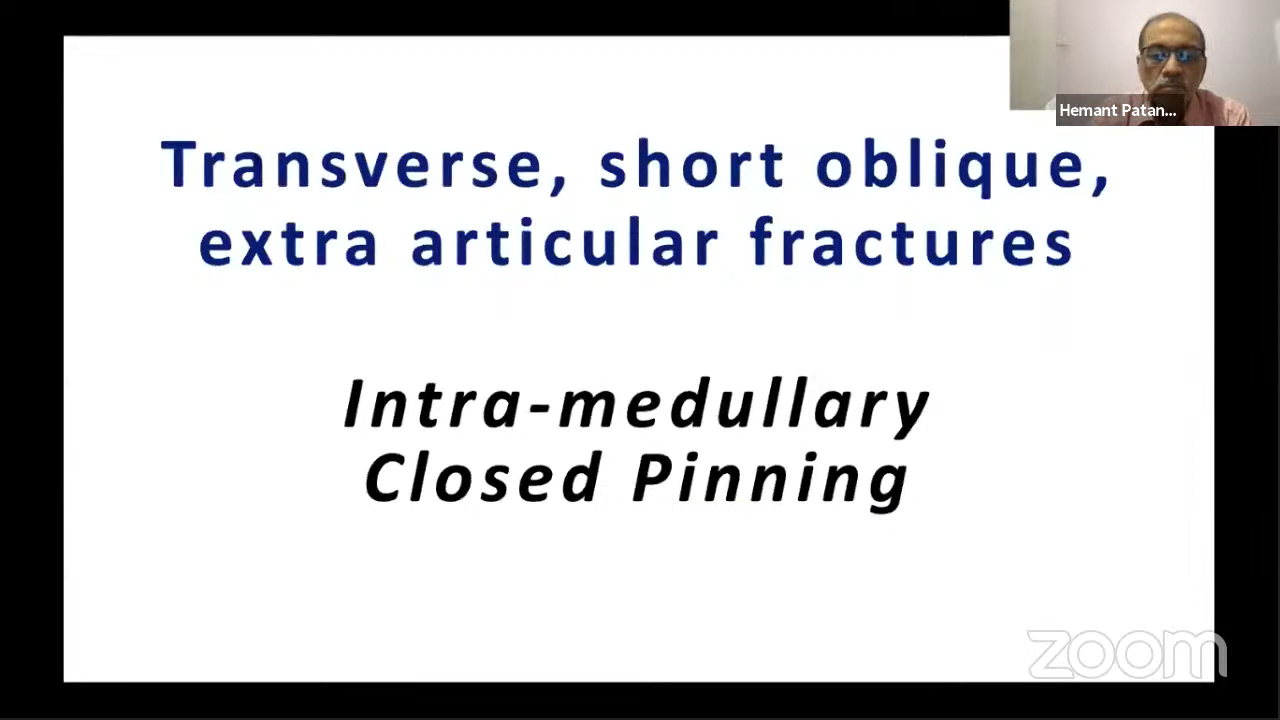 Hemant Patan...
Transverse, short oblique,
extra articular fractures
Intra-medullary
Closed Pinning
zoom